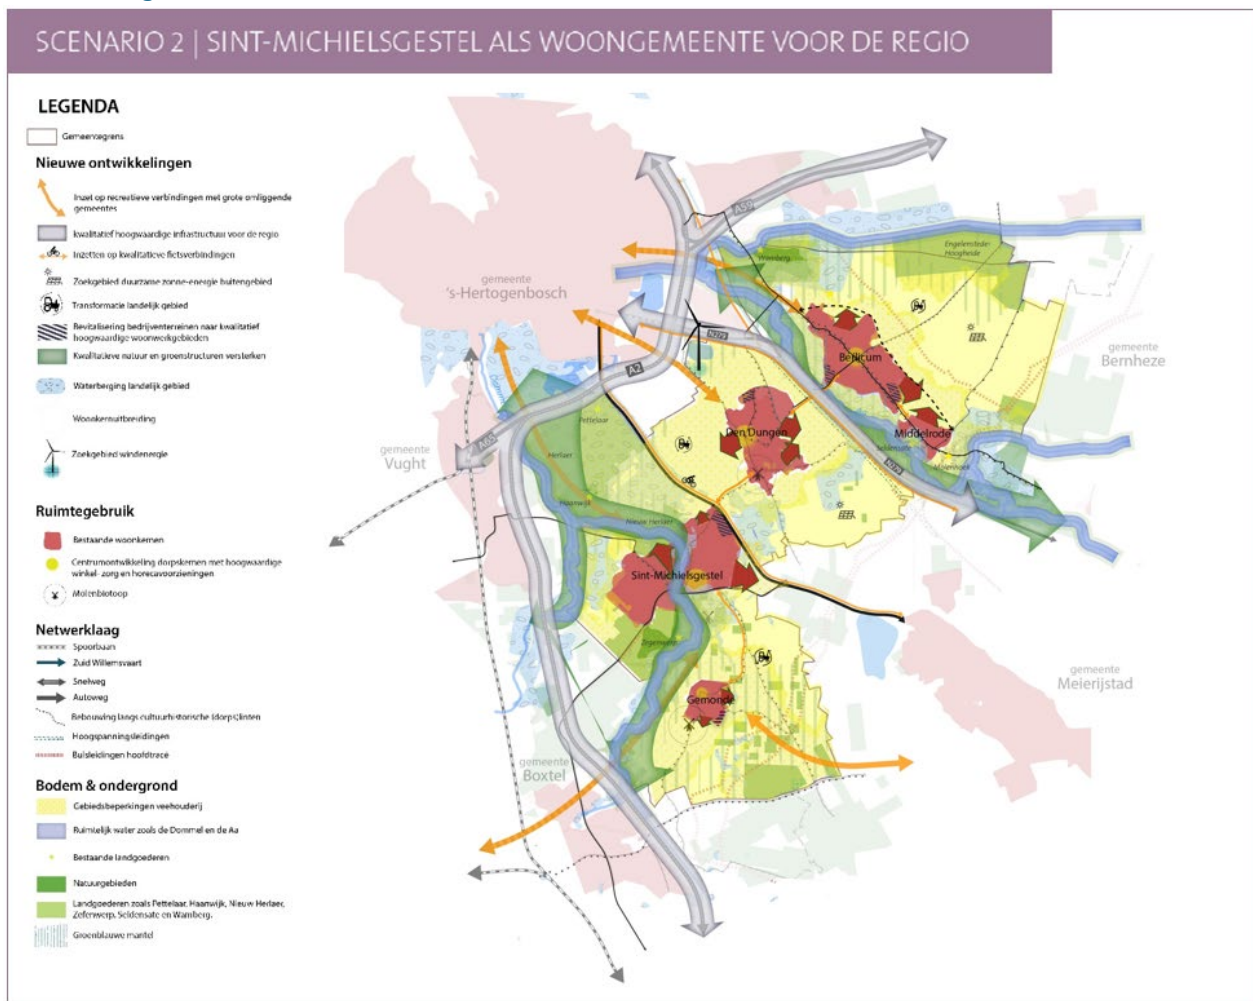 SCENARIO 2 | SINT-MICHIELSGESTEL ALS WOONGEMEENTE VOOR DE REGIO
LEGENDA
Gemeentegrens
Nieuwe ontwikkelingen
Inzet op recreatieve verbindingen met grote omliggende
gemeentes
kwalitatief hoogwaardige infrastructuur voor de regio
Inzetten op kwalitatieve fietsverbindingen
Zoekgebied duurzame zonne-energie buitengebied
Transformatie landelijk gebied
Revitalisering bedrijventerreinen naar kwalitatief
hoogwaardige woonwerkgebieden
Kwalitatieve natuur en groenstructuren versterken
Waterberging landelijk gebied
Woonkernuitbreiding
Zoekgebied windenergie
Ruimtegebruik
Bestaande woonkernen
Centrumontwikkeling dorpskernen met hoogwaardige
winkel- zorg en horecavoorzieningen
Molenbiotoop
Netwerklaag
Spoorbaan
Zuid Willemsvaart
Snelweg
Autoweg
Bebouwing langs cultuurhistorische (dorps)linten
Hoogspanningsleidingen
Buisleidingen hoofdtracé
Bodem & ondergrond
Gebiedsbeperkingen veehouderij
Ruimtelijk water zoals de Dommel en de Aa
Bestaande landgoederen
Natuurgebieden
Landgoederen zoals Pettelaar, Haanwijk, Nieuw Herlaer,
Zeferwerp, Seldensate en Wamberg.
Groenblauwe mantel
A59
Engelenstede-
Hoogheide
Wamberg
gemeente
's-Hertogenbosch
N279
Berlicum
gemeente
Bernheze
A2
Dommel
Pettelaar
Den Dungen
Middelrode
Seldensate
Molenhoek
A65
gemeente
Vught
Herlaer
N279
Haanwijk
Nieuw Herlaer
Sint-Michielsgestel
gemeente
Meierijstad
Gemonde
gemeente
Boxtel